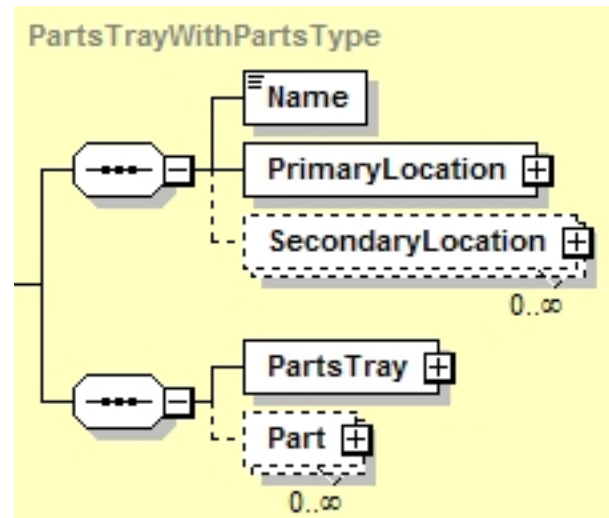 PartsTrayWithPartsType
Name
PrimaryLocation
SecondaryLocation
0..∞
PartsTray
Part
0..∞